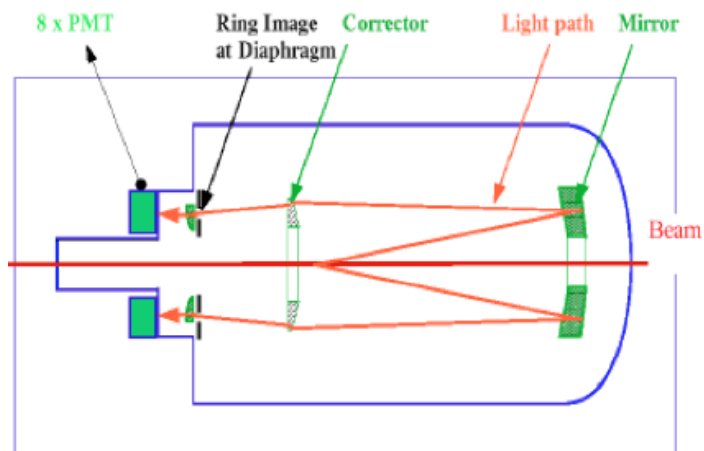 8 x PMT
Ring Image
at Diaphragm
Corrector
Light path
Mirror
Beam